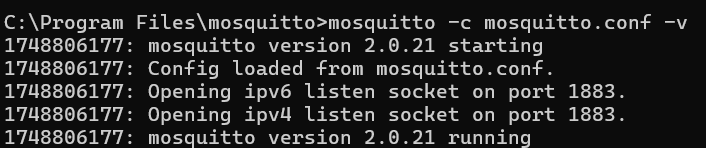 C:\Program Files\mosquitto>mosquitto -c mosquitto.conf -v
1748806177: mosquitto version 2.0.21 starting
1748806177: Config loaded from mosquitto.conf.
1748806177: Opening ipv6 listen socket on port 1883.
1748806177: Opening ipv4 listen socket on port 1883.
1748806177: mosquitto version 2.0.21 running